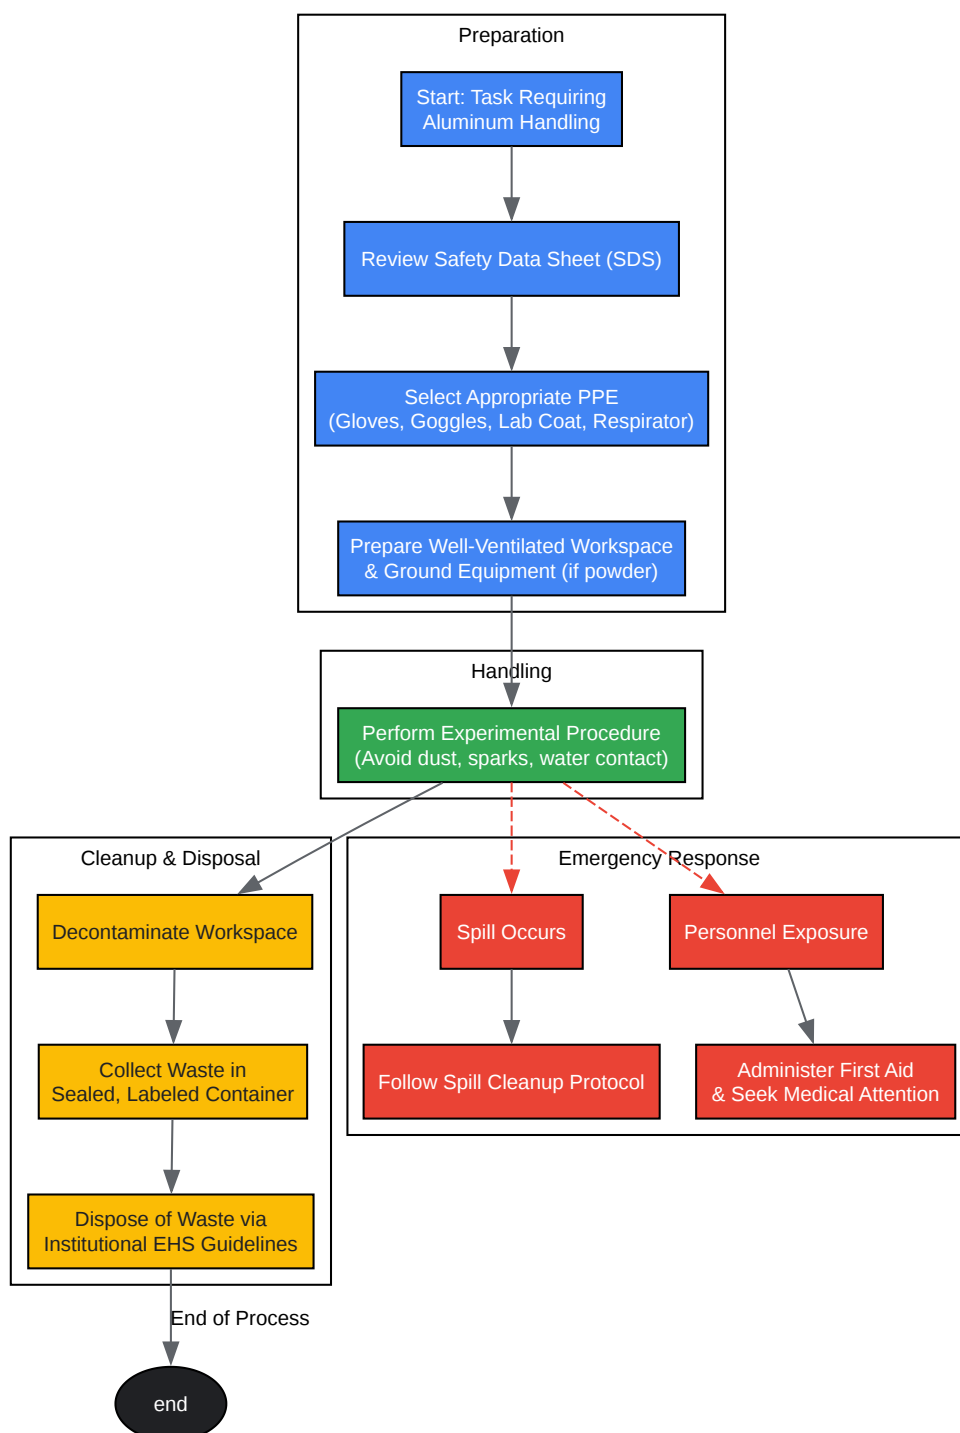 Preparation
Start: Task Requiring
Aluminum Handling
Review Safety Data Sheet (SDS)
Select Appropriate PPE
(Gloves, Goggles, Lab Coat, Respirator)
Prepare Well-Ventilated Workspace
& Ground Equipment (if powder)
Handling
Perform Experimental Procedure
(Avoid dust, sparks, water contact)
Cleanup & Disposal
Decontaminate Workspace
Collect Waste in
Sealed, Labeled Container
Dispose of Waste via
Institutional EHS Guidelines
End of Process
end
Emergency Response
Spill Occurs
Follow Spill Cleanup Protocol
Personnel Exposure
Administer First Aid
& Seek Medical Attention